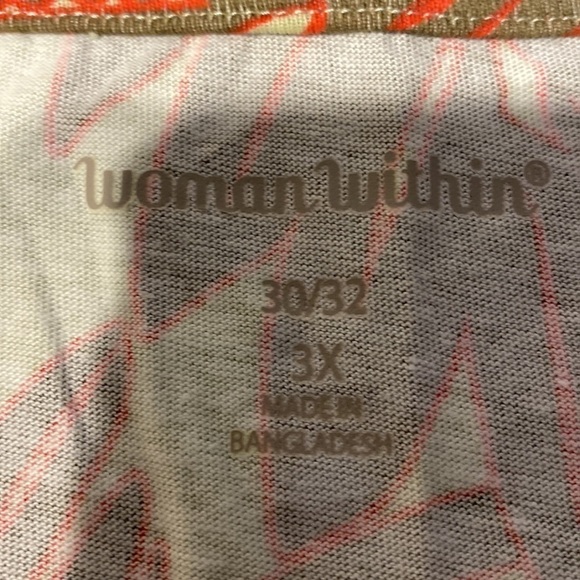 woman within®
30/32
3X
MADE IN
BANGLADESH